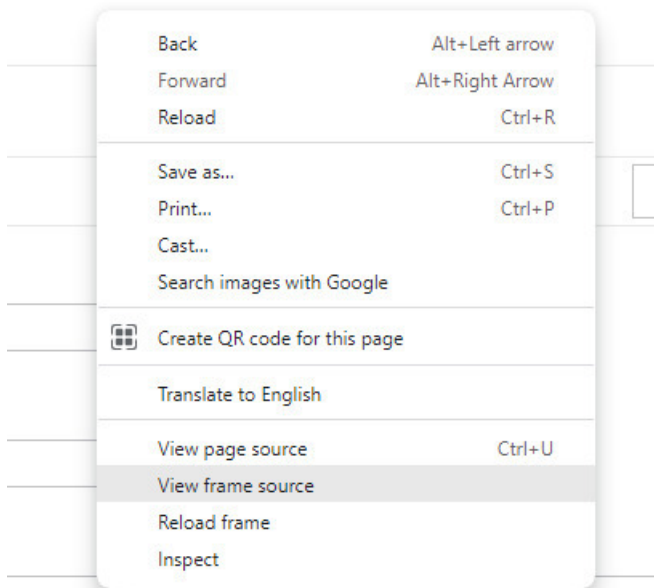 Back Alt+Left arrow
Forward Alt+Right Arrow
Reload Ctrl+R
Save as... Ctrl+S
Print... Ctrl+P
Cast...
Search images with Google
Create QR code for this page
Translate to English
View page source Ctrl+U
View frame source
Reload frame
Inspect